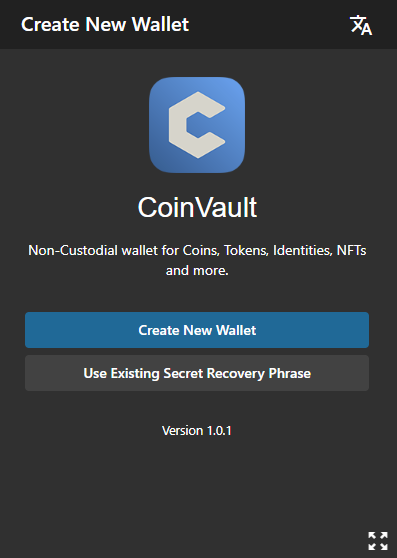 Create New Wallet
CoinVault
Non-Custodial wallet for Coins, Tokens, Identities, NFTs
and more.
Create New Wallet
Use Existing Secret Recovery Phrase
Version 1.0.1